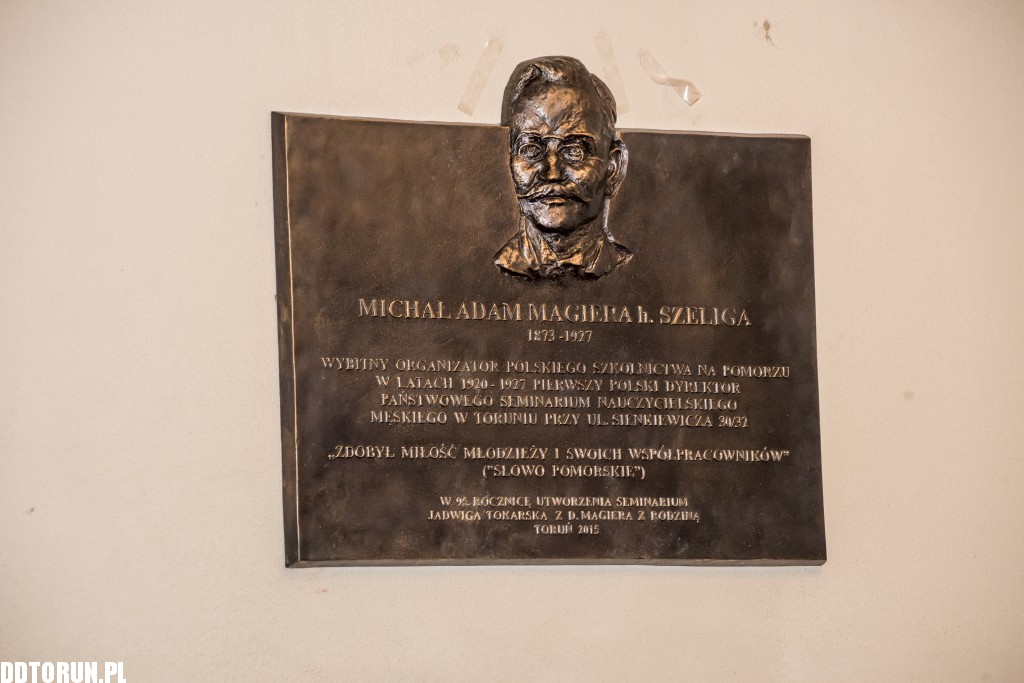 MICHAŁ ADAM MAGIERA h. SZELIGA
1873-1927
WYBITNY ORGANIZATOR POLSKIEGO SZKOLNICTWA NA POMORZU
W LATACH 1920-1927 PIERWSZY POLSKI DYREKTOR
PAŃSTWOWEGO SEMINARIUM NAUCZYCIELSKIEGO
MĘSKIEGO W TORUNIU PRZY UL. SIENKIEWICZA 30/32
„ZDOBYŁ MIŁOŚĆ MŁODZIEŻY I SWOICH WSPÓŁPRACOWNIKÓW”
("SŁOWO POMORSKIE")
W 95. ROCZNICĘ UTWORZENIA SEMINARIUM
JADWIGA TOKARSKA Z D. MAGIERA Z RODZINĄ
TORUŃ 2015
DDTORUN.PL